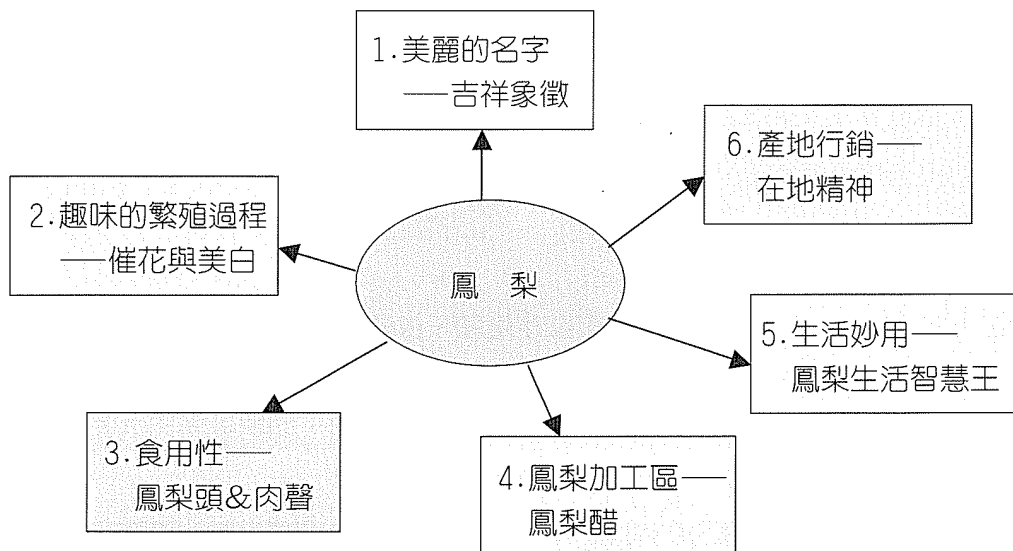 1.美麗的名字
——吉祥象徵
6.產地行銷——
在地精神
2.趣味的繁殖過程
——催花與美白
鳳 梨
5.生活妙用——
鳳梨生活智慧王
3.食用性——
鳳梨頭&肉聲
4.鳳梨加工區——
鳳梨醋